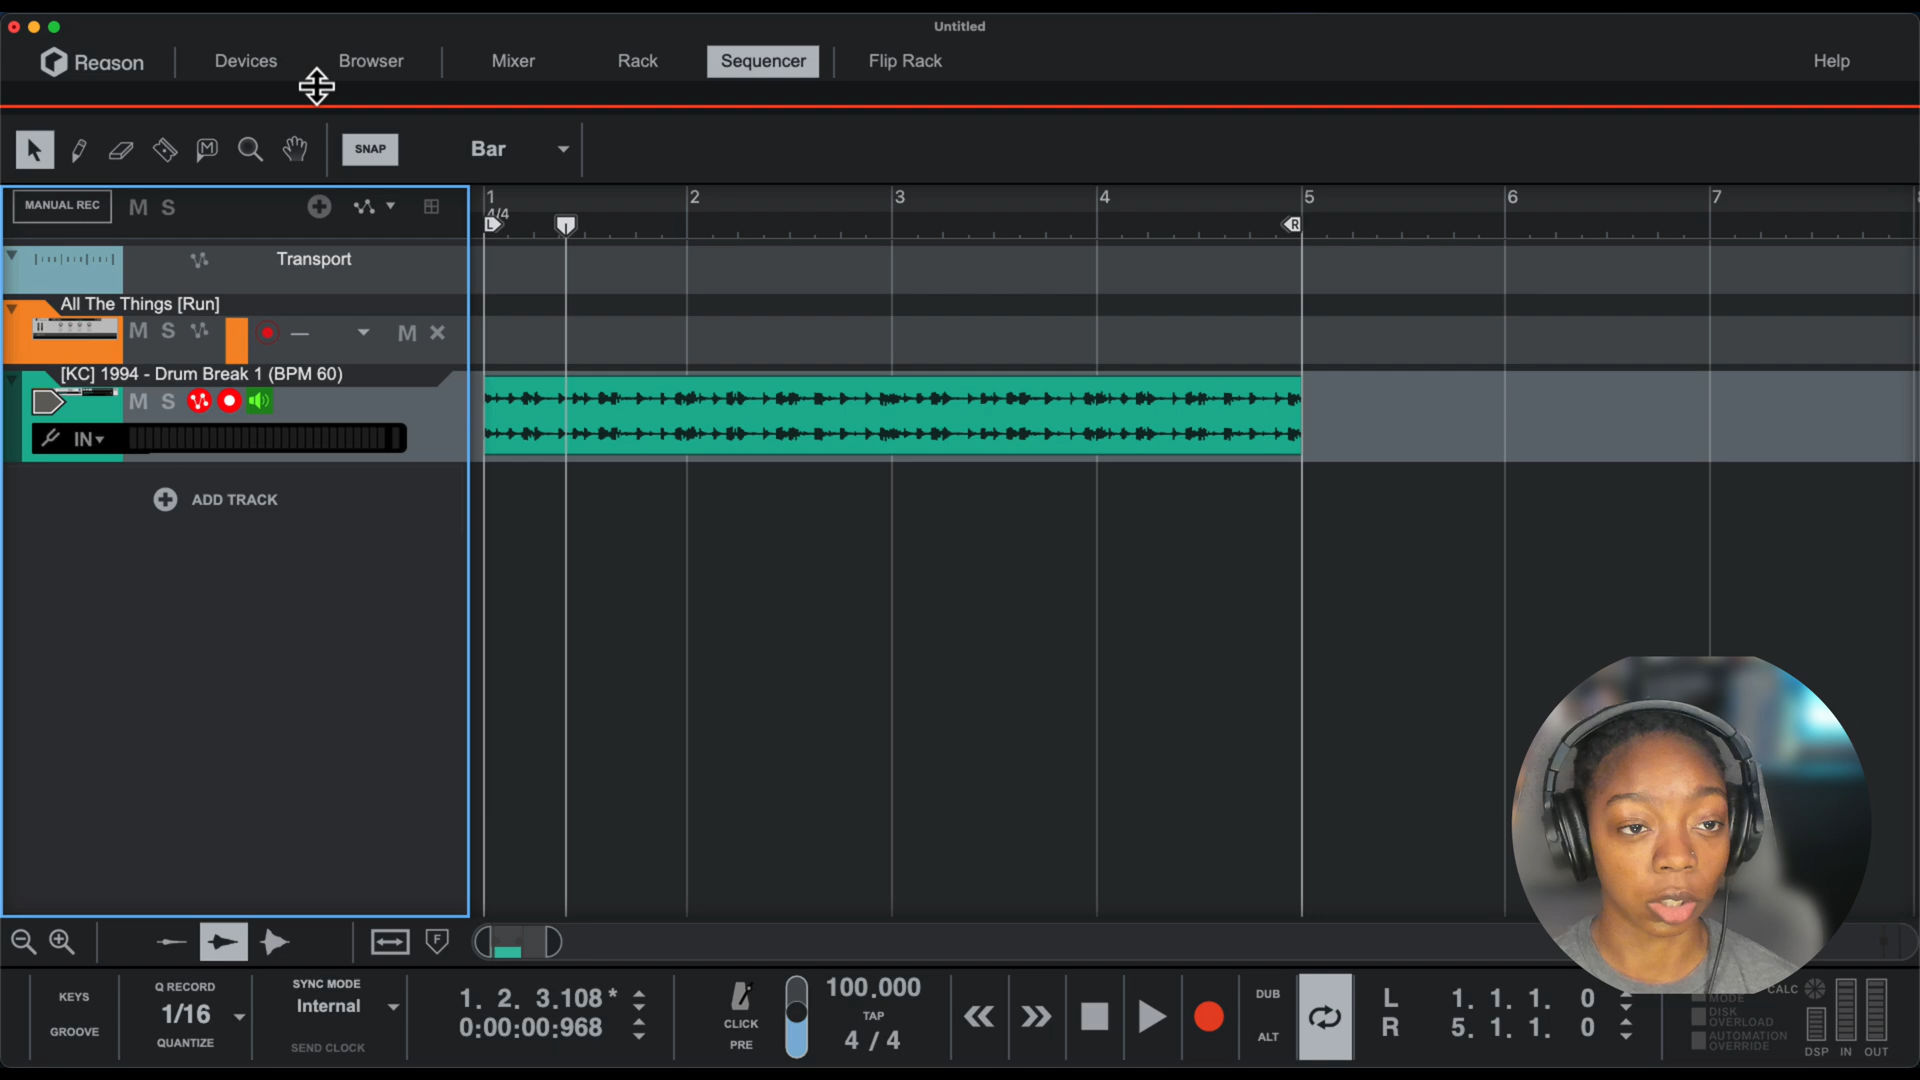 Untitled
Reason
Devices
Browser
Mixer
Rack
Sequencer
Flip Rack
Help
M
SNAP
Bar
MANUAL REC
M S
1
2
3
4
5
6
7
4/4
L
R
Transport
All The Things [Run]
M S
M
[KC] 1994 - Drum Break 1 (BPM 60)
M S
IN
ADD TRACK
F
KEYS
GROOVE
Q RECORD
1/16
QUANTIZE
SYNC MODE
Internal
SEND CLOCK
1. 2. 3.108 *
0:00:00:968
CLICK
PRE
100.000
TAP
4 / 4
DUB
ALT
L 1. 1. 1. 0
R 5. 1. 1. 0
CALC
MODE
DISK
OVERLOAD
AUTOMATION
OVERRIDE
DSP IN OUT